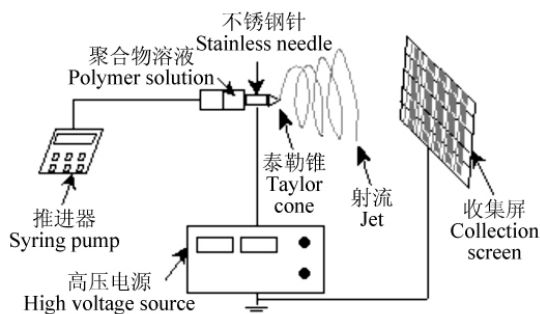 不锈钢针
Stainless needle
聚合物溶液
Polymer solution
泰勒锥
Taylor
cone
射流
Jet
收集屏
Collection
screen
推进器
Syring pump
高压电源
High voltage source